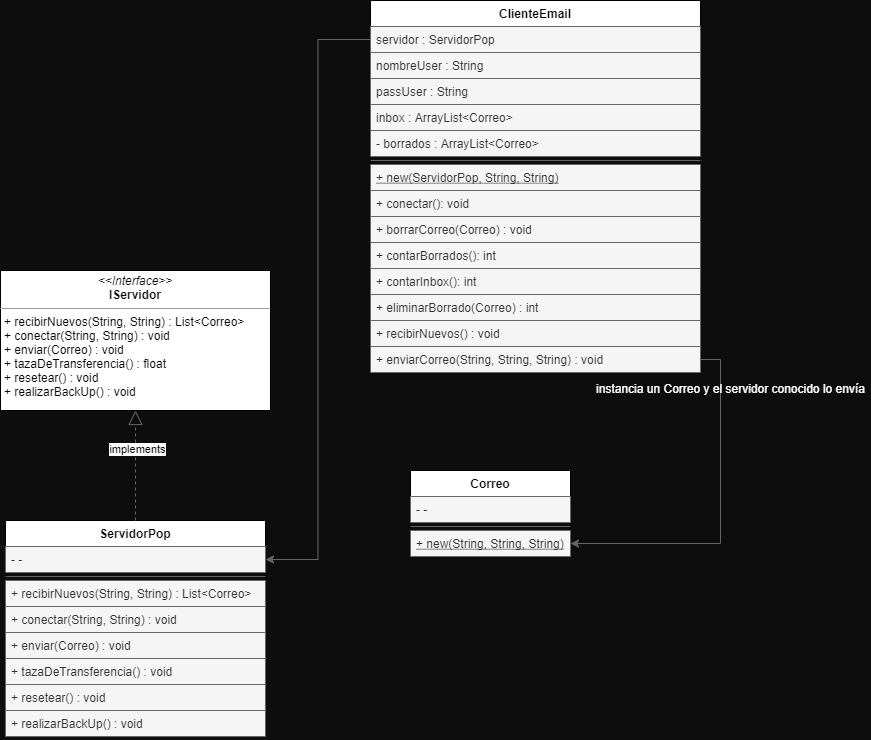 ClienteEmail
servidor : ServidorPop
nombreUser : String
passUser : String
inbox : ArrayList<Correo>
- borrados : ArrayList<Correo>
+ new(ServidorPop, String, String)
+ conectar(): void
+ borrarCorreo(Correo) : void
+ contarBorrados(): int
+ contarInbox(): int
+ eliminarBorrado(Correo) : int
+ recibirNuevos() : void
+ enviarCorreo(String, String, String) : void
<<Interface>>
IServidor
+ recibirNuevos(String, String) : List<Correo>
+ conectar(String, String) : void
+ enviar(Correo) : void
+ tazaDeTransferencia() : float
+ resetear() : void
+ realizarBackUp() : void
instancia un Correo y el servidor conocido lo envía
implements
Correo
- -
+ new(String, String, String)
ServidorPop
- -
+ recibirNuevos(String, String) : List<Correo>
+ conectar(String, String) : void
+ enviar(Correo) : void
+ tazaDeTransferencia() : void
+ resetear() : void
+ realizarBackUp() : void